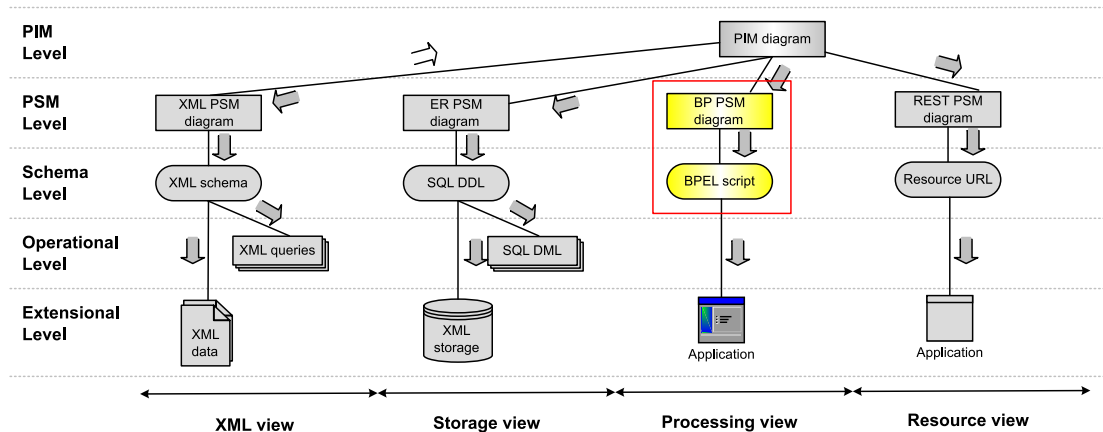 PIM
Level
PIM diagram
PSM
Level
XML PSM
diagram
ER PSM
diagram
BP PSM
diagram
REST PSM
diagram
Schema
Level
XML schema
SQL DDL
BPEL script
Resource URL
Operational
Level
XML queries
SQL DML
Extensional
Level
XML
data
XML
storage
Application
Application
XML view
Storage view
Processing view
Resource view